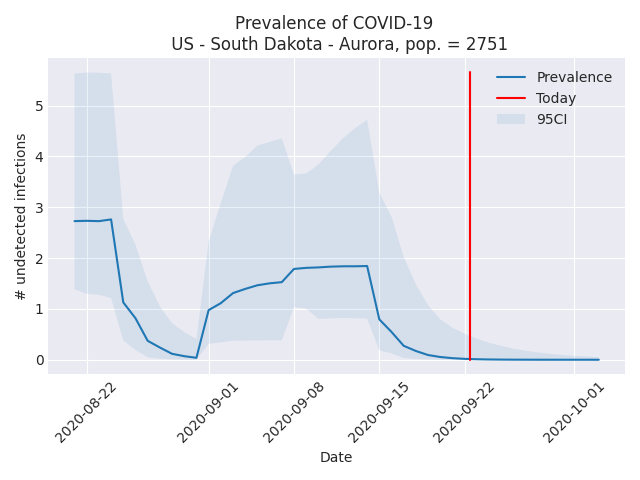 Prevalence of COVID-19
US - South Dakota - Aurora, pop. = 2751
# undetected infections
5
4
3
2
1
0
Prevalence
Today
95CI
2020-08-22
2020-09-01
2020-09-08
2020-09-15
2020-09-22
2020-10-01
Date